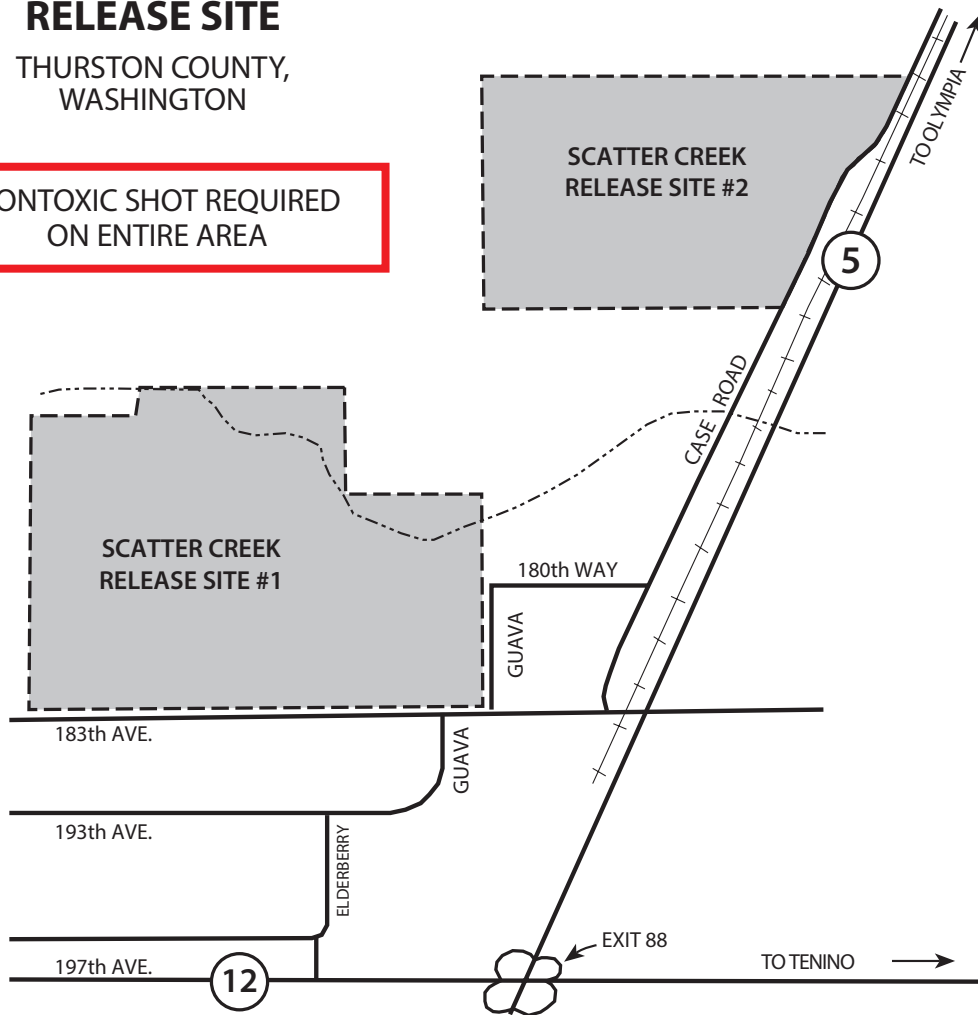 RELEASE SITE
THURSTON COUNTY,
WASHINGTON
ONTOXIC SHOT REQUIRED
ON ENTIRE AREA
SCATTER CREEK
RELEASE SITE #2
TO OLYMPIA
5
CASE ROAD
SCATTER CREEK
RELEASE SITE #1
180th WAY
GUAVA
183th AVE.
GUAVA
193th AVE.
ELDERBERRY
EXIT 88
197th AVE.
12
TO TENINO